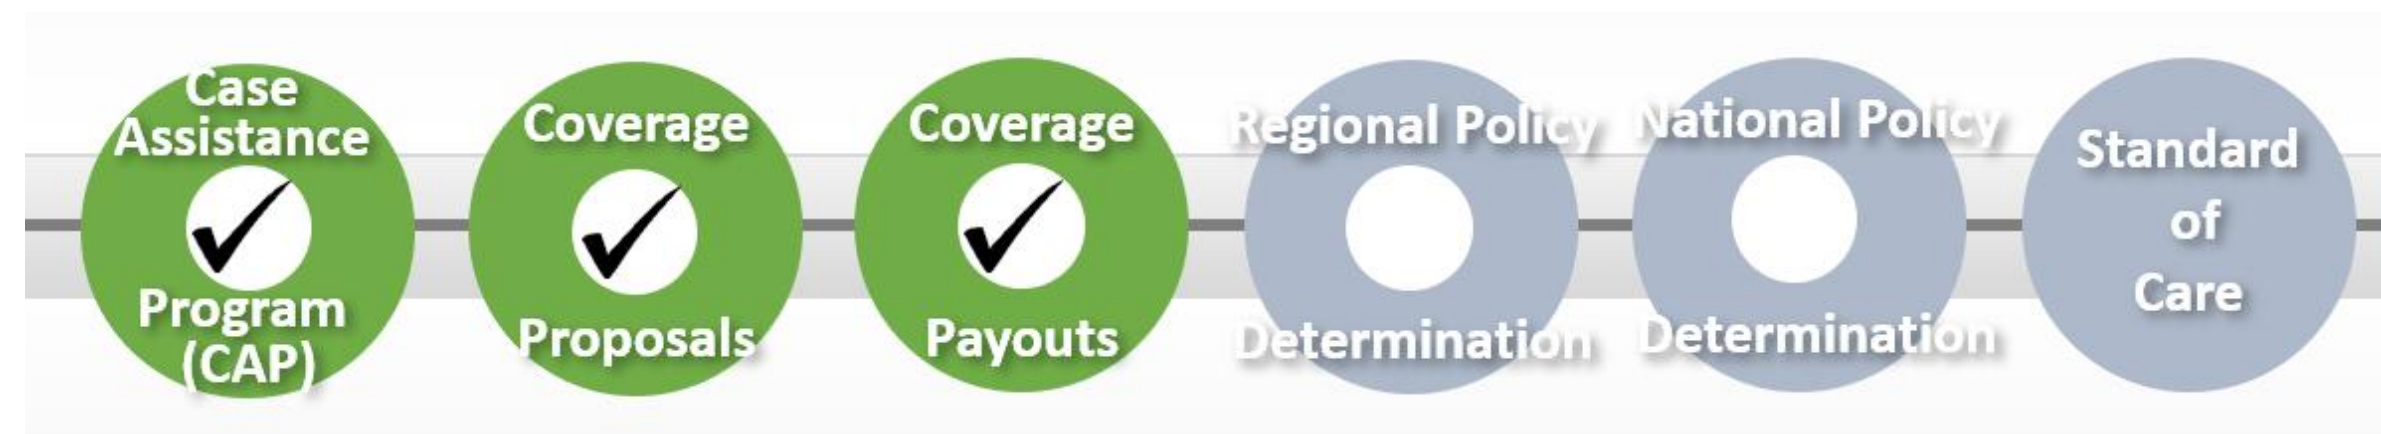 Case
Assistance
Program
(CAP)
Coverage
Proposals
Coverage
Payouts
Regional Policy
Determination
National Policy
Determination
Standard
of
Care